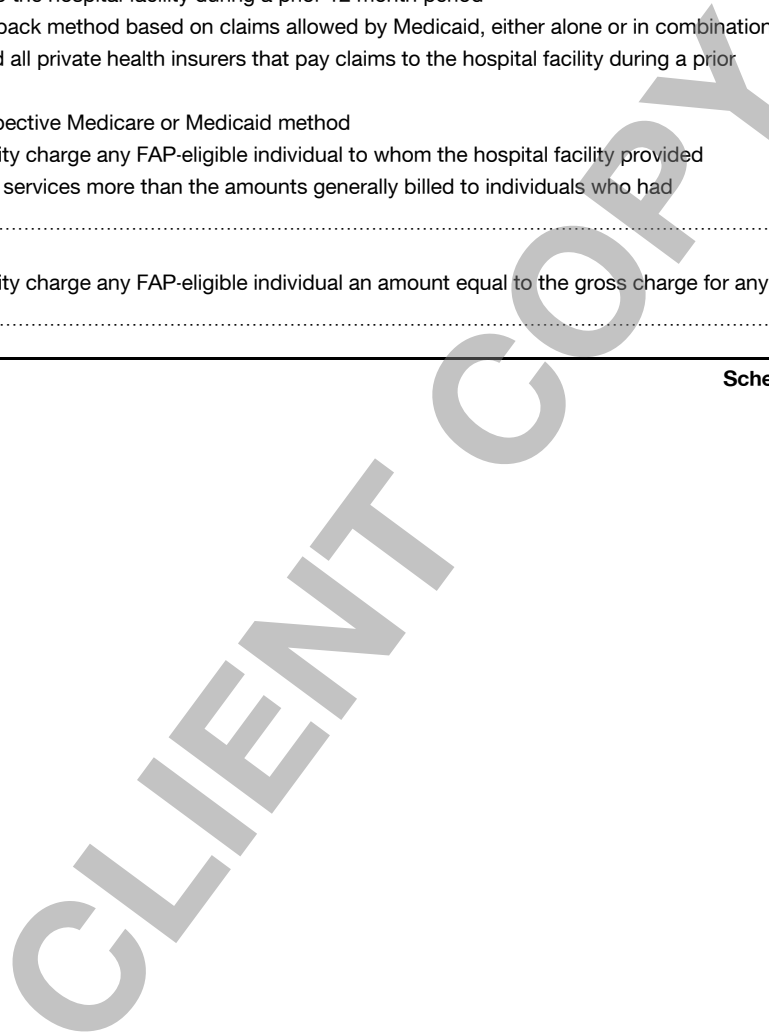 the hospital facility during a prior 12-month period
back method based on claims allowed by Medicaid, either alone or in combination
all private health insurers that pay claims to the hospital facility during a prior
Medicare or Medicaid method
charge any FAP-eligible individual to whom the hospital facility provided
services more than the amounts generally billed to individuals who had
charge any FAP-eligible individual an amount equal to the gross charge for any
Sche
CLIENT COPY